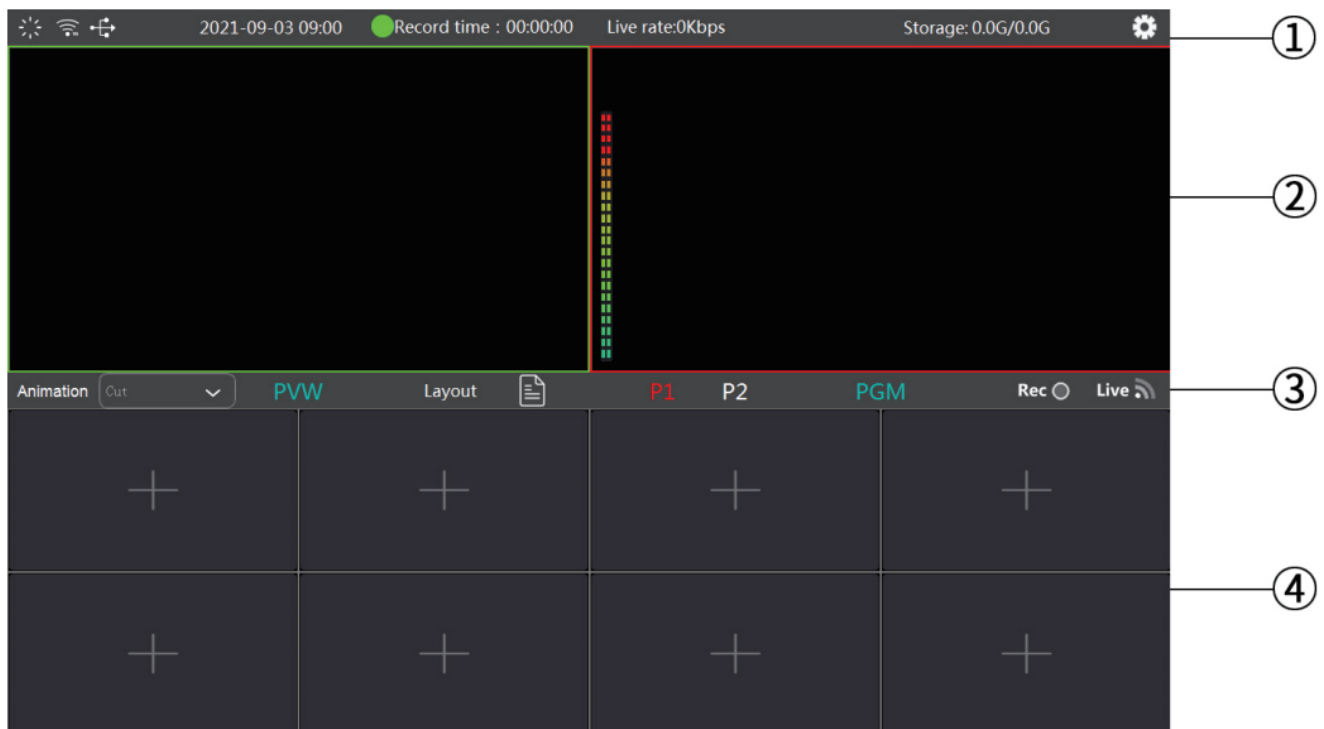 2021-09-03 09:00 Record time : 00:00:00 Live rate:0Kbps Storage: 0.0G/0.0G ①
②
Animation Cut PVW Layout P1 P2 PGM Rec Live ③
④